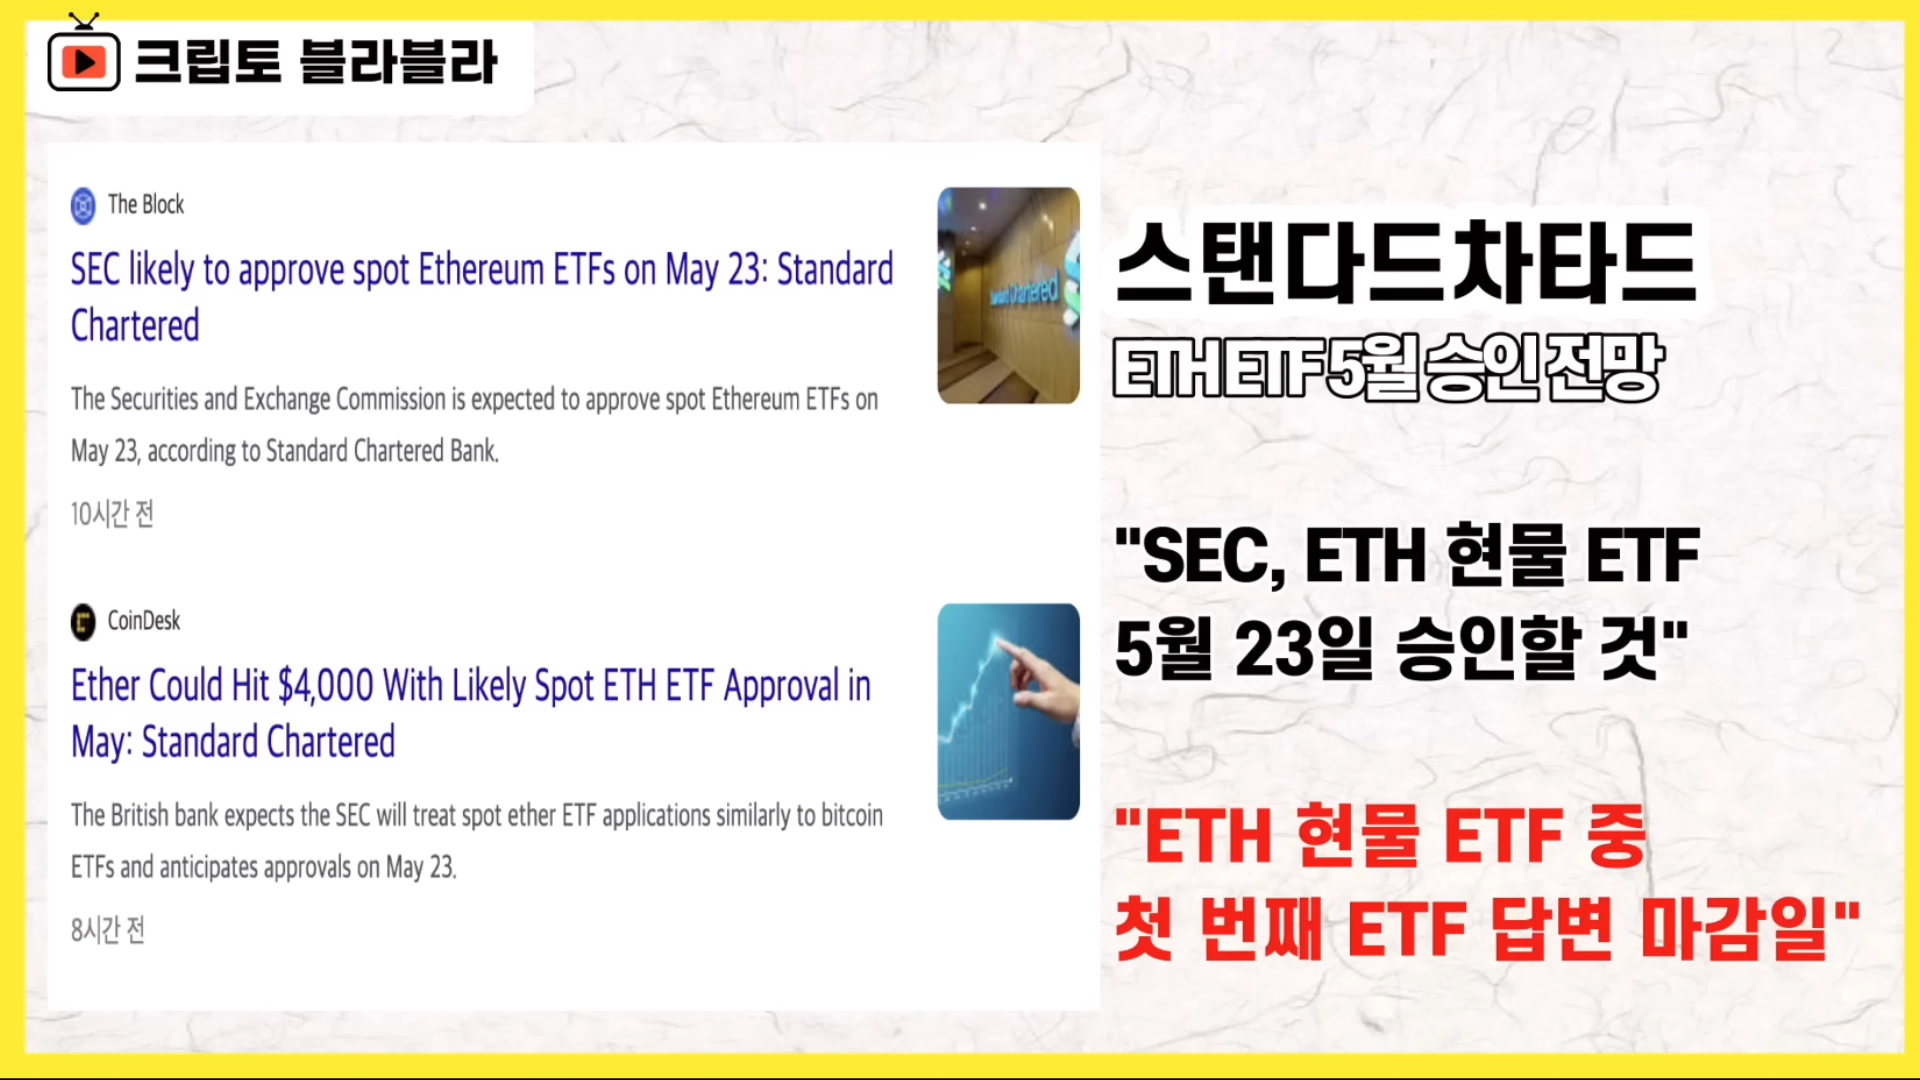 크립토 블라블라
The Block
SEC likely to approve spot Ethereum ETFs on May 23: Standard
Chartered
The Securities and Exchange Commission is expected to approve spot Ethereum ETFs on
May 23, according to Standard Chartered Bank.
10시간 전
Standard Chartered
CoinDesk
Ether Could Hit $4,000 With Likely Spot ETH ETF Approval in
May: Standard Chartered
The British bank expects the SEC will treat spot ether ETF applications similarly to bitcoin
ETFs and anticipates approvals on May 23.
8시간 전
스탠다드차타드
ETH ETF 5월 승인 전망
"SEC, ETH 현물 ETF
5월 23일 승인할 것"
"ETH 현물 ETF 중
첫 번째 ETF 답변 마감일"